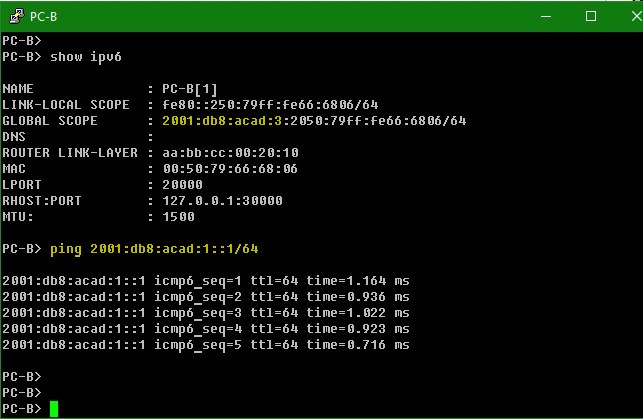 PC-B
PC-B>
PC-B> show ipv6
NAME : PC-B[1]
LINK-LOCAL SCOPE : fe80::250:79ff:fe66:6806/64
GLOBAL SCOPE : 2001:db8:acad:3:2050:79ff:fe66:6806/64
DNS :
ROUTER LINK-LAYER : aa:bb:cc:00:20:10
MAC : 00:50:79:66:68:06
LPORT : 20000
RHOST:PORT : 127.0.0.1:30000
MTU: : 1500
PC-B> ping 2001:db8:acad:1::1/64
2001:db8:acad:1::1 icmp6_seq=1 ttl=64 time=1.164 ms
2001:db8:acad:1::1 icmp6_seq=2 ttl=64 time=0.936 ms
2001:db8:acad:1::1 icmp6_seq=3 ttl=64 time=1.022 ms
2001:db8:acad:1::1 icmp6_seq=4 ttl=64 time=0.923 ms
2001:db8:acad:1::1 icmp6_seq=5 ttl=64 time=0.716 ms
PC-B>
PC-B>
PC-B>